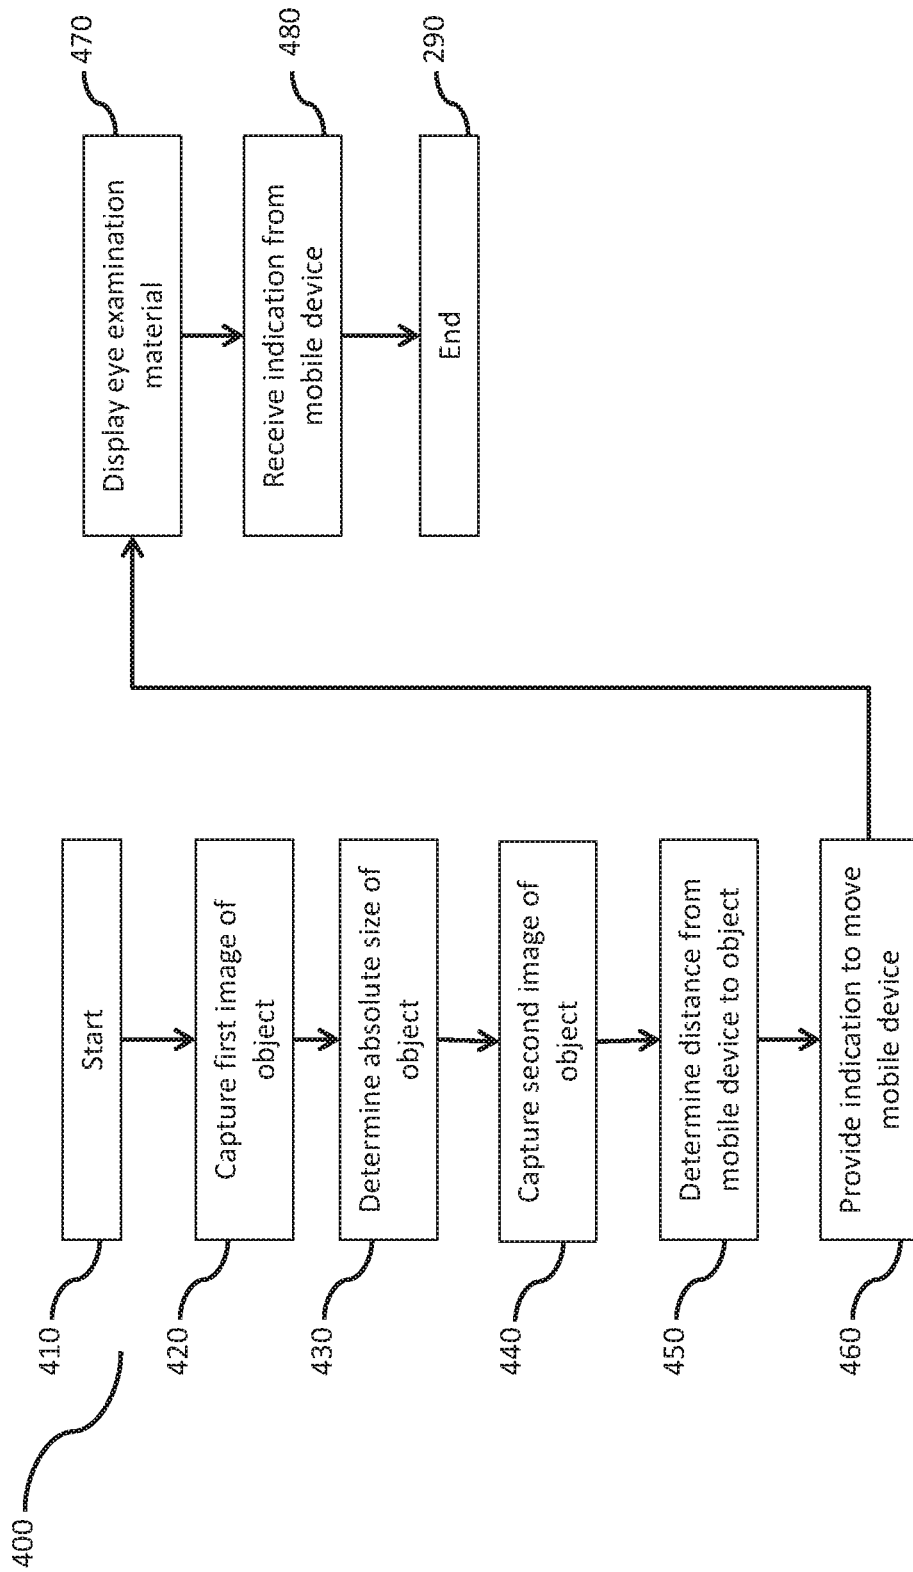 400
410
Start
420
Capture first image of
object
430
Determine absolute size of
object
440
Capture second image of
object
450
Determine distance from
mobile device to object
460
Provide indication to move
mobile device
470
Display eye examination
material
480
Receive indication from
mobile device
290
End